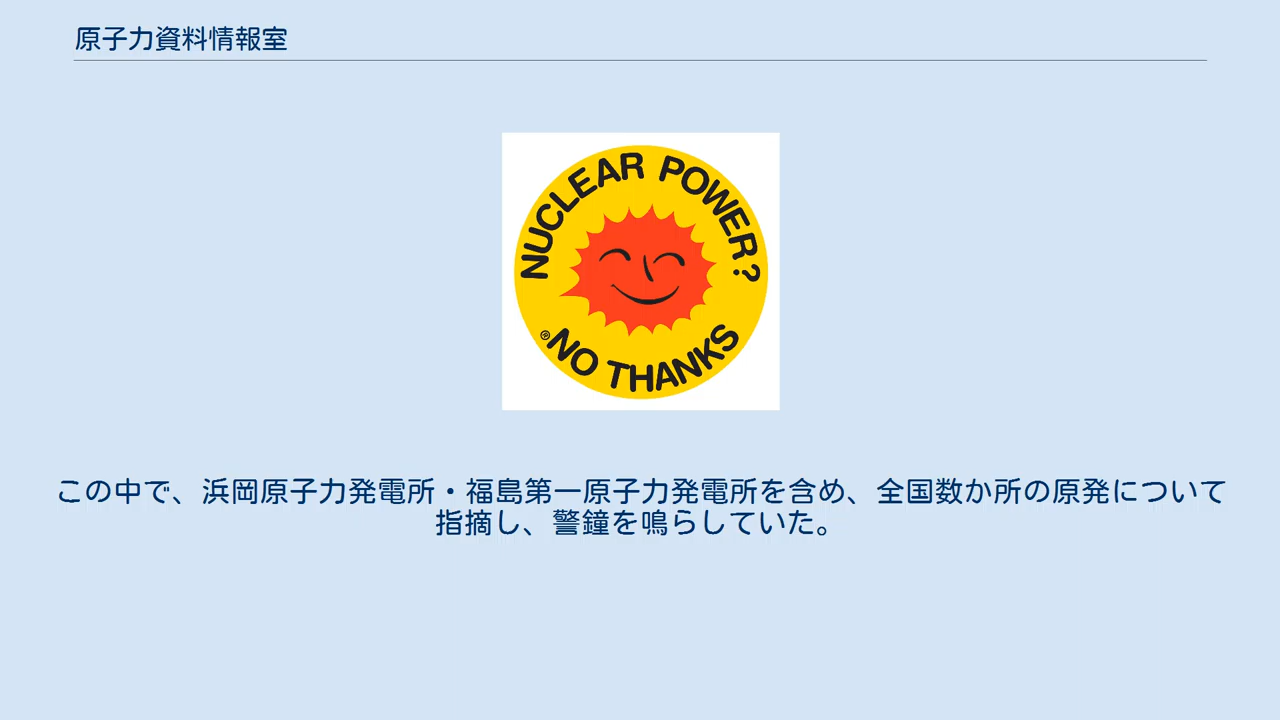 原子力資料情報室
NUCLEAR POWER?
®NO THANKS
この中で、浜岡原子力発電所・福島第一原子力発電所を含め、全国数か所の原発について
指摘し、警鐘を鳴らしていた。